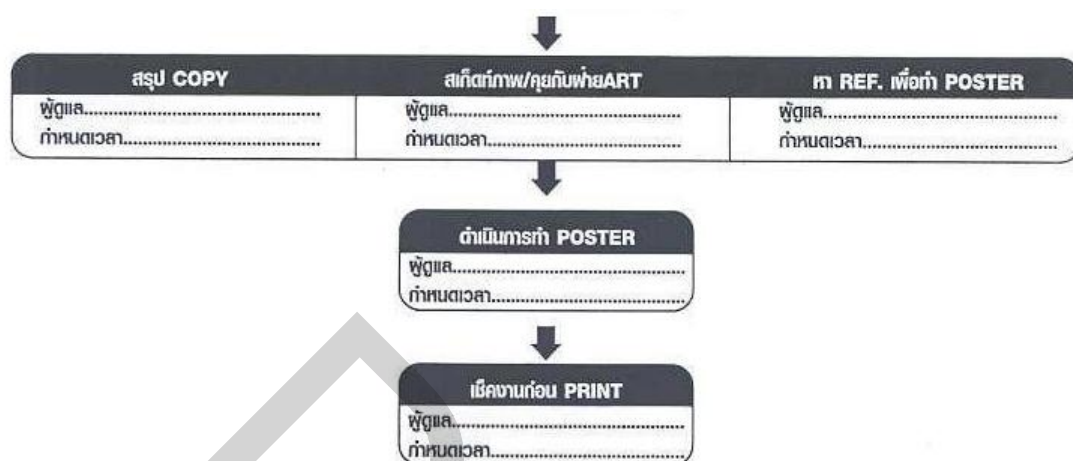 สรุป COPY
สเก็ตท์ภาพ/คุยกับฝ่ายART
หา REF. เพื่อทำ POSTER
ผู้ดูแล........................................
กำหนดเวลา..................................
ผู้ดูแล........................................
กำหนดเวลา..................................
ผู้ดูแล........................................
กำหนดเวลา..................................
ดำเนินการทำ POSTER
ผู้ดูแล........................................
กำหนดเวลา..................................
เช็คงานก่อน PRINT
ผู้ดูแล........................................
กำหนดเวลา..................................